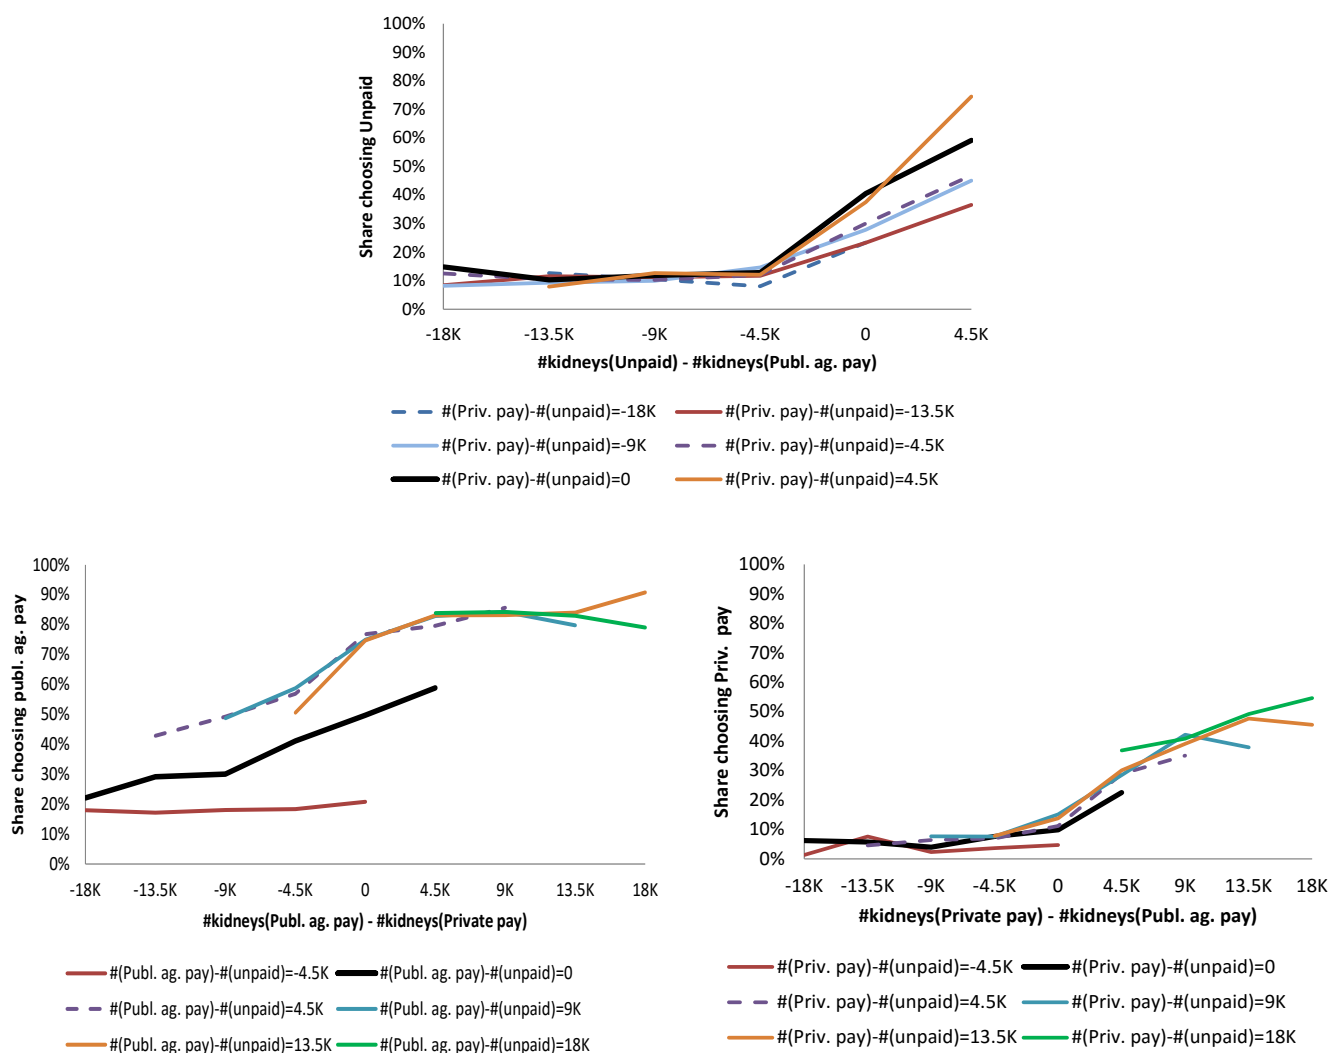 100%
90%
80%
70%
60%
50%
40%
30%
20%
10%
0%
Share choosing Unpaid
-18K -13.5K -9K -4.5K 0 4.5K
#kidneys(Unpaid) - #kidneys(Publ. ag. pay)
#(Priv. pay)-#(unpaid)=-18K #(Priv. pay)-#(unpaid)=-13.5K
#(Priv. pay)-#(unpaid)=-9K #(Priv. pay)-#(unpaid)=-4.5K
#(Priv. pay)-#(unpaid)=0 #(Priv. pay)-#(unpaid)=4.5K
100%
90%
80%
70%
60%
50%
40%
30%
20%
10%
0%
Share choosing publ. ag. pay
-18K -13.5K -9K -4.5K 0 4.5K 9K 13.5K 18K
#kidneys(Publ. ag. pay) - #kidneys(Private pay)
#(Publ. ag. pay)-#(unpaid)=-4.5K #(Publ. ag. pay)-#(unpaid)=0
#(Publ. ag. pay)-#(unpaid)=4.5K #(Publ. ag. pay)-#(unpaid)=9K
#(Publ. ag. pay)-#(unpaid)=13.5K #(Publ. ag. pay)-#(unpaid)=18K
100%
90%
80%
70%
60%
50%
40%
30%
20%
10%
0%
Share choosing Priv. pay
-18K -13.5K -9K -4.5K 0 4.5K 9K 13.5K 18K
#kidneys(Private pay) - #kidneys(Publ. ag. pay)
#(Priv. pay)-#(unpaid)=-4.5K #(Priv. pay)-#(unpaid)=0
#(Priv. pay)-#(unpaid)=4.5K #(Priv. pay)-#(unpaid)=9K
#(Priv. pay)-#(unpaid)=13.5K #(Priv. pay)-#(unpaid)=18K